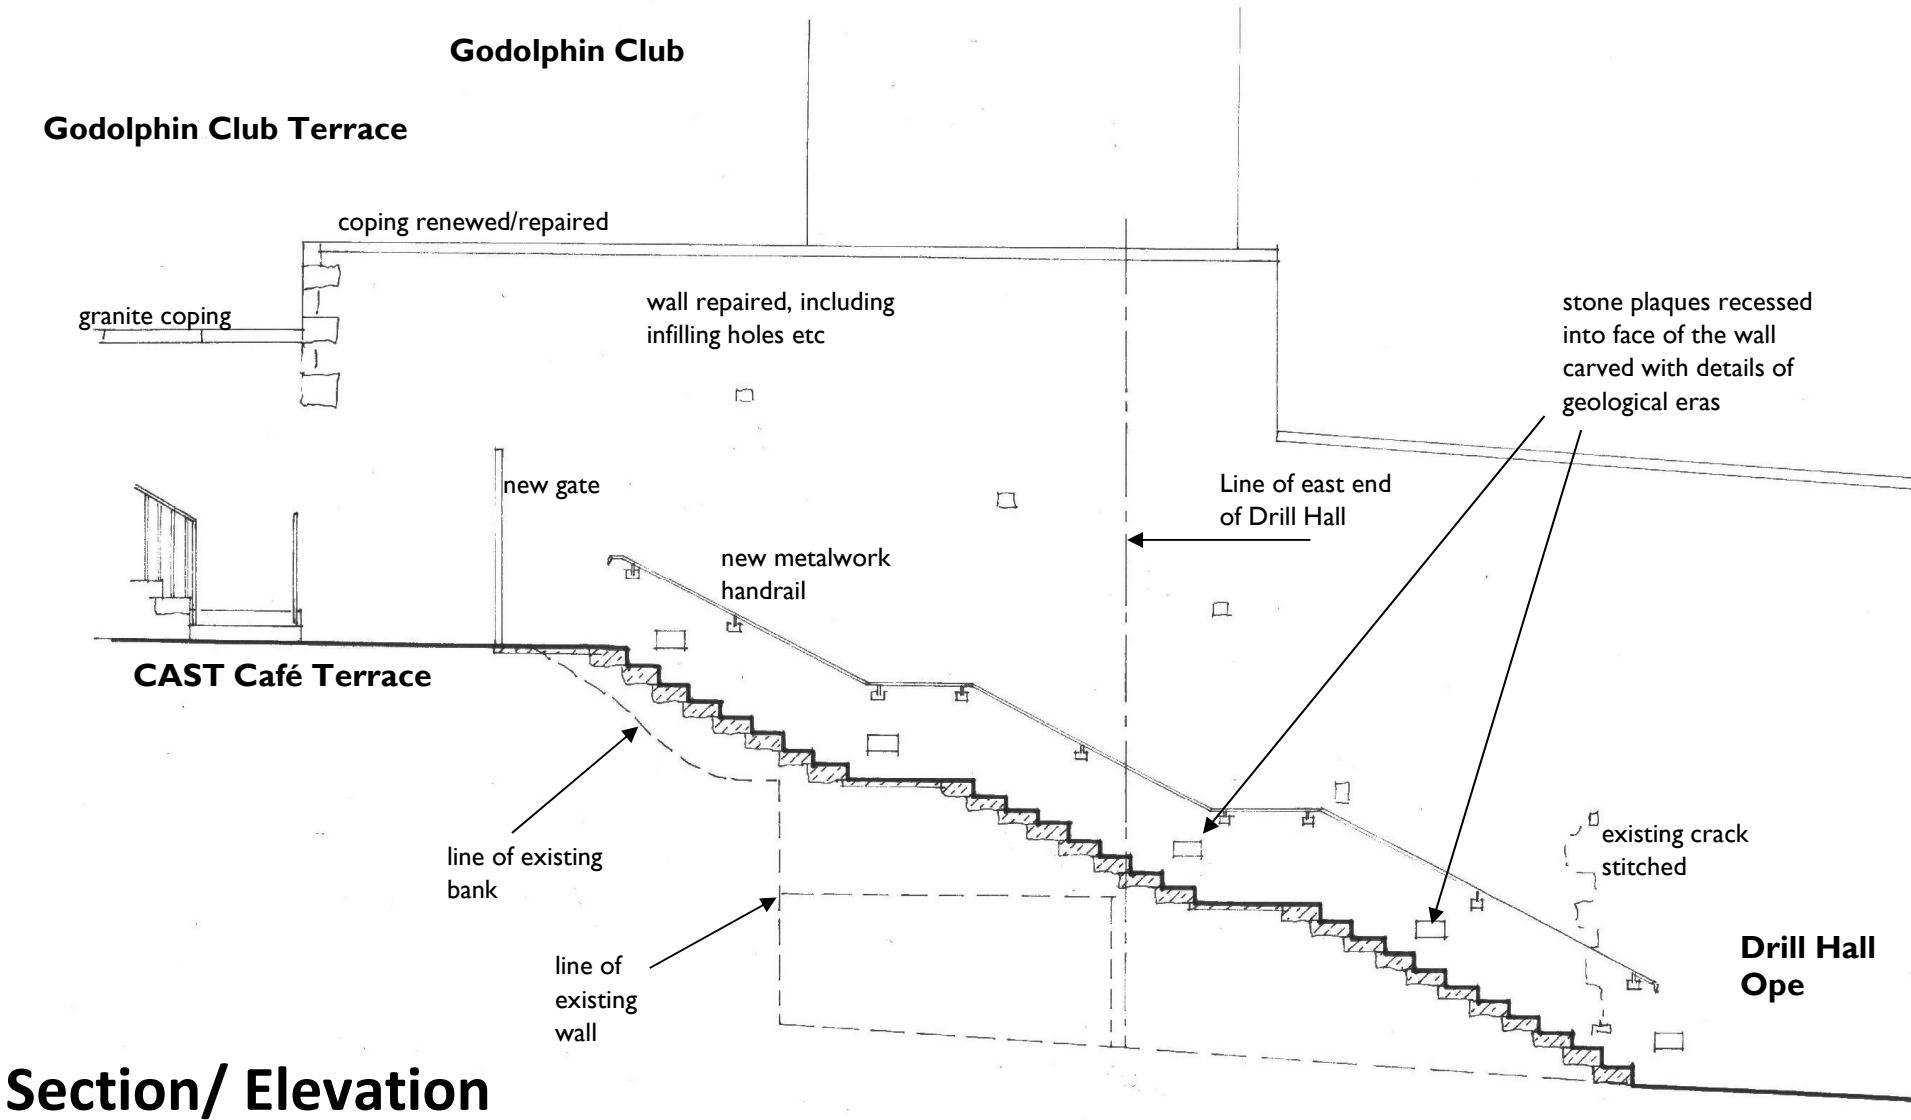 Godolphin Club
Godolphin Club Terrace
coping renewed/repaired
granite coping
wall repaired, including
infilling holes etc
stone plaques recessed
into face of the wall
carved with details of
geological eras
new gate
Line of east end
of Drill Hall
new metalwork
handrail
CAST Café Terrace
line of existing
bank
existing crack
stitched
line of
existing
wall
Drill Hall
Ope
Section/ Elevation